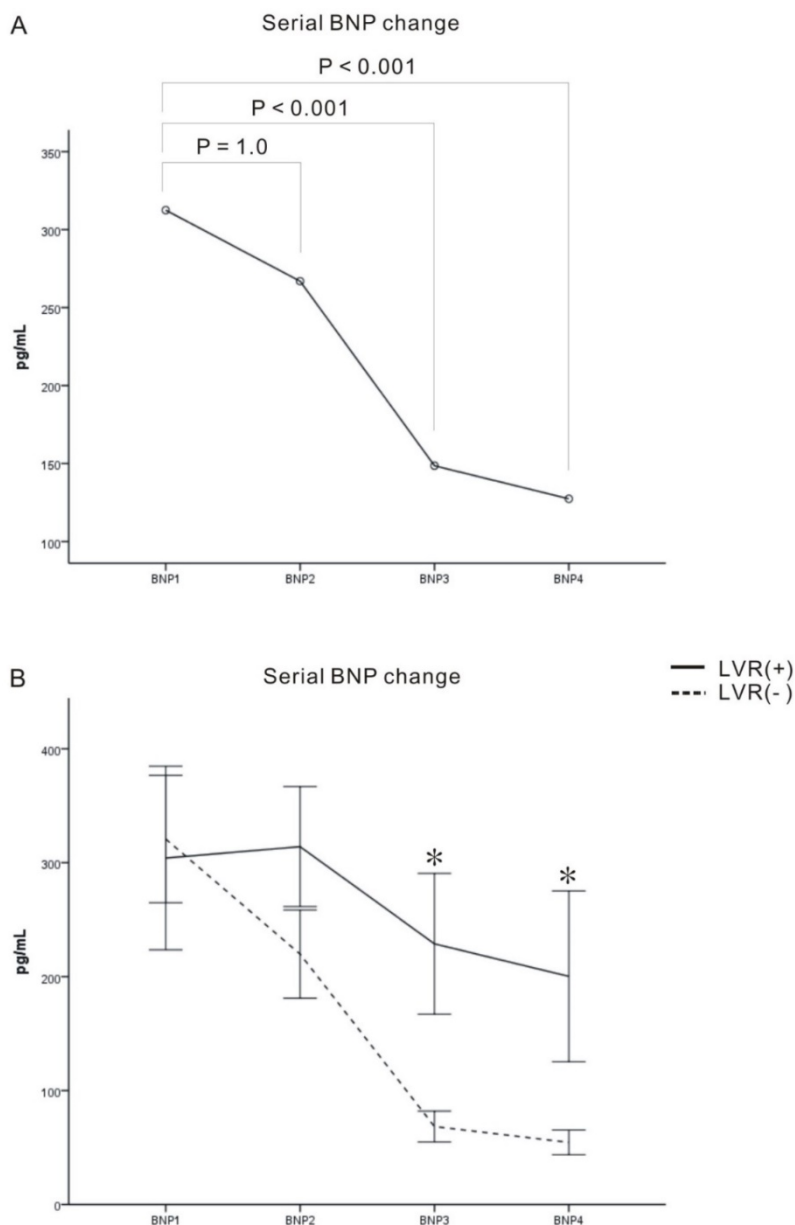 A
Serial BNP change
P < 0.001
P < 0.001
P = 1.0
350
300
250
200
150
100
pg/mL
BNP1 BNP2 BNP3 BNP4
B
Serial BNP change
LVR(+)
LVR(-)
400
300
200
100
0
pg/mL
*
*
BNP1 BNP2 BNP3 BNP4